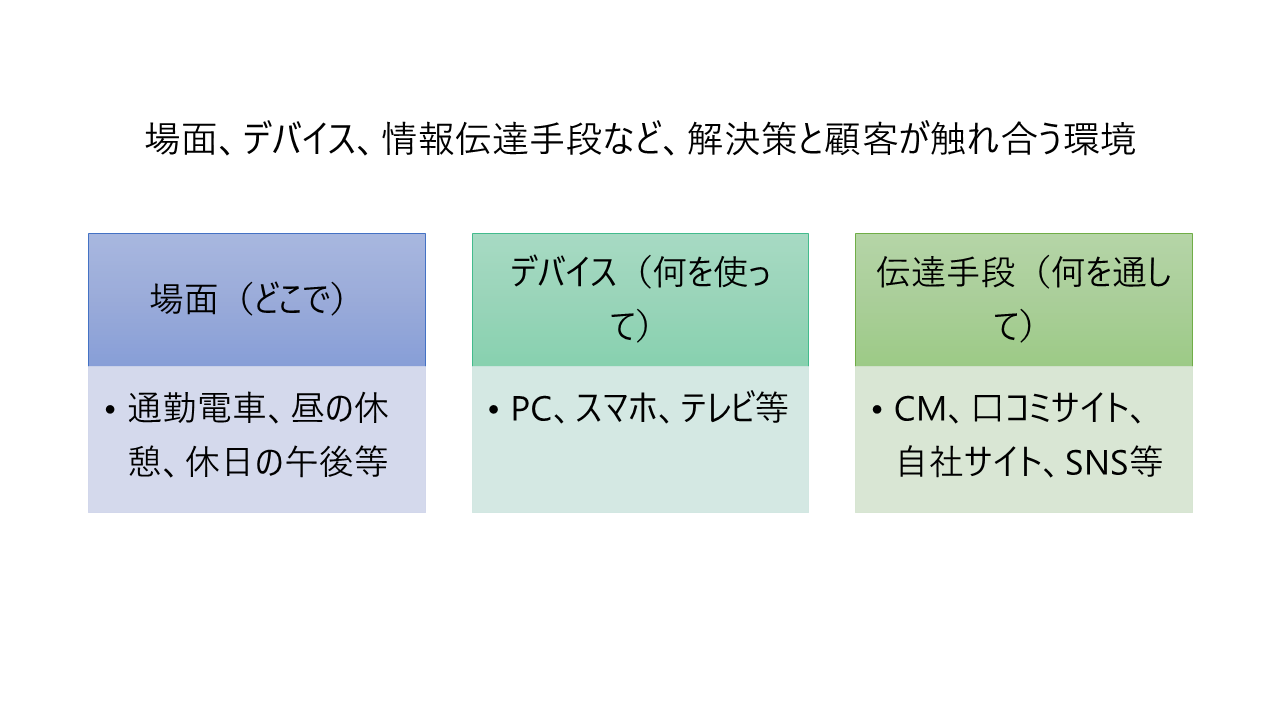 場面、デバイス、情報伝達手段など、解決策と顧客が触れ合う環境
場面（どこで）
・通勤電車、昼の休
憩、休日の午後等
デバイス（何を使っ
て）
・PC、スマホ、テレビ等
伝達手段（何を通し
て）
・CM、口コミサイト、
自社サイト、SNS等